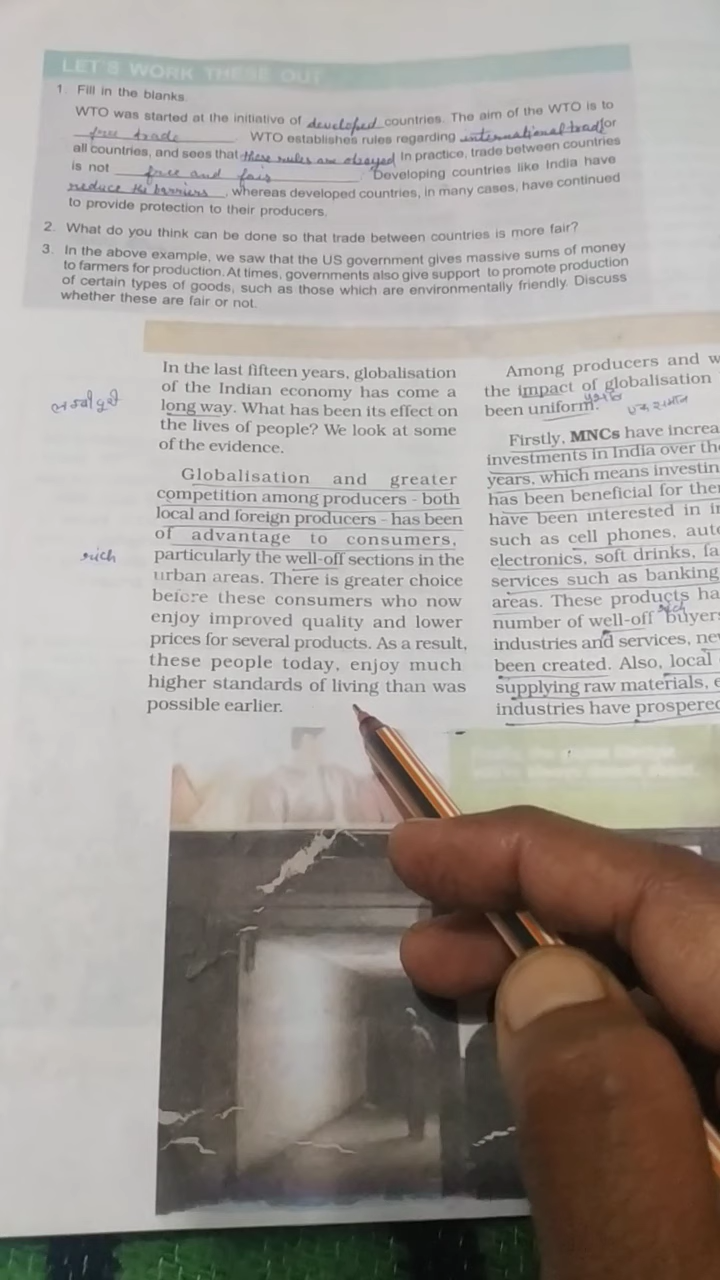 LET'S WORK THESE OUT
1. Fill in the blanks.
WTO was started at the initiative of developed countries. The aim of the WTO is to
free trade. WTO establishes rules regarding international trade for
all countries, and sees that these rules are obeyed In practice, trade between countries
is not free and fair. Developing countries like India have
reduce the barriers, whereas developed countries, in many cases, have continued
to provide protection to their producers.
2. What do you think can be done so that trade between countries is more fair?
3. In the above example, we saw that the US government gives massive sums of money
to farmers for production. At times, governments also give support to promote production
of certain types of goods, such as those which are environmentally friendly. Discuss
whether these are fair or not.
In the last fifteen years, globalisation
of the Indian economy has come a
long way. What has been its effect on
the lives of people? We look at some
of the evidence.
Globalisation and greater
competition among producers - both
local and foreign producers - has been
of advantage to consumers,
rich
particularly the well-off sections in the
urban areas. There is greater choice
before these consumers who now
enjoy improved quality and lower
prices for several products. As a result,
these people today, enjoy much
higher standards of living than was
possible earlier.
Among producers and w
the impact of globalisation
been uniform.
एक समान
Firstly, MNCs have increa
investments in India over the
years, which means investin
has been beneficial for the
have been interested in i
such as cell phones, auto
electronics, soft drinks, fa
services such as banking
areas. These products ha
rich
number of well-off buyers
industries and services, new
been created. Also, local
supplying raw materials, e
industries have prospered